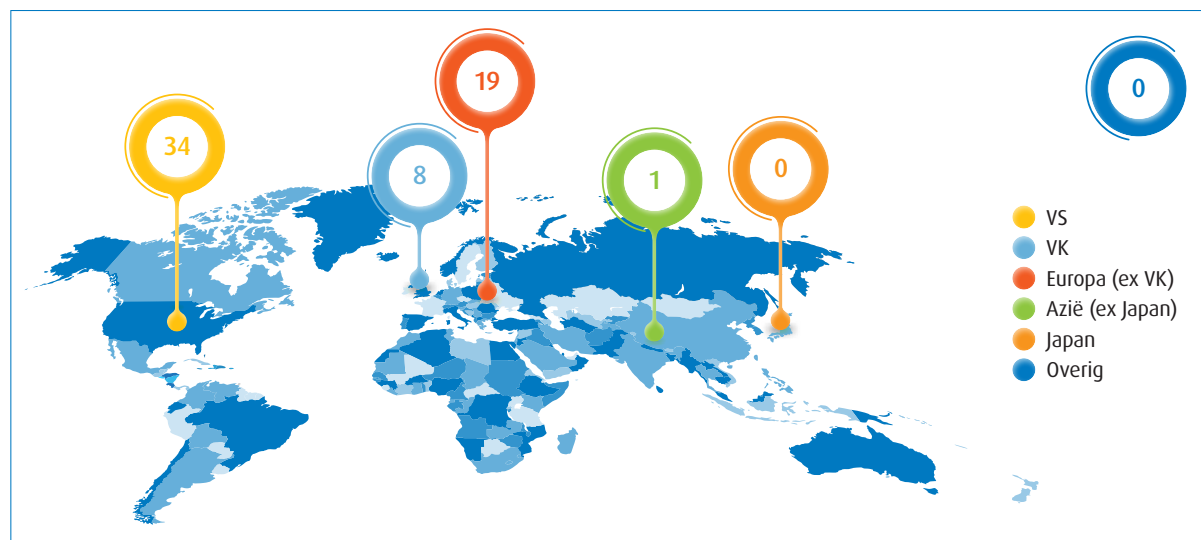 34
8
19
1
0
0
VS
VK
Europa (ex VK)
Azië (ex Japan)
Japan
Overig